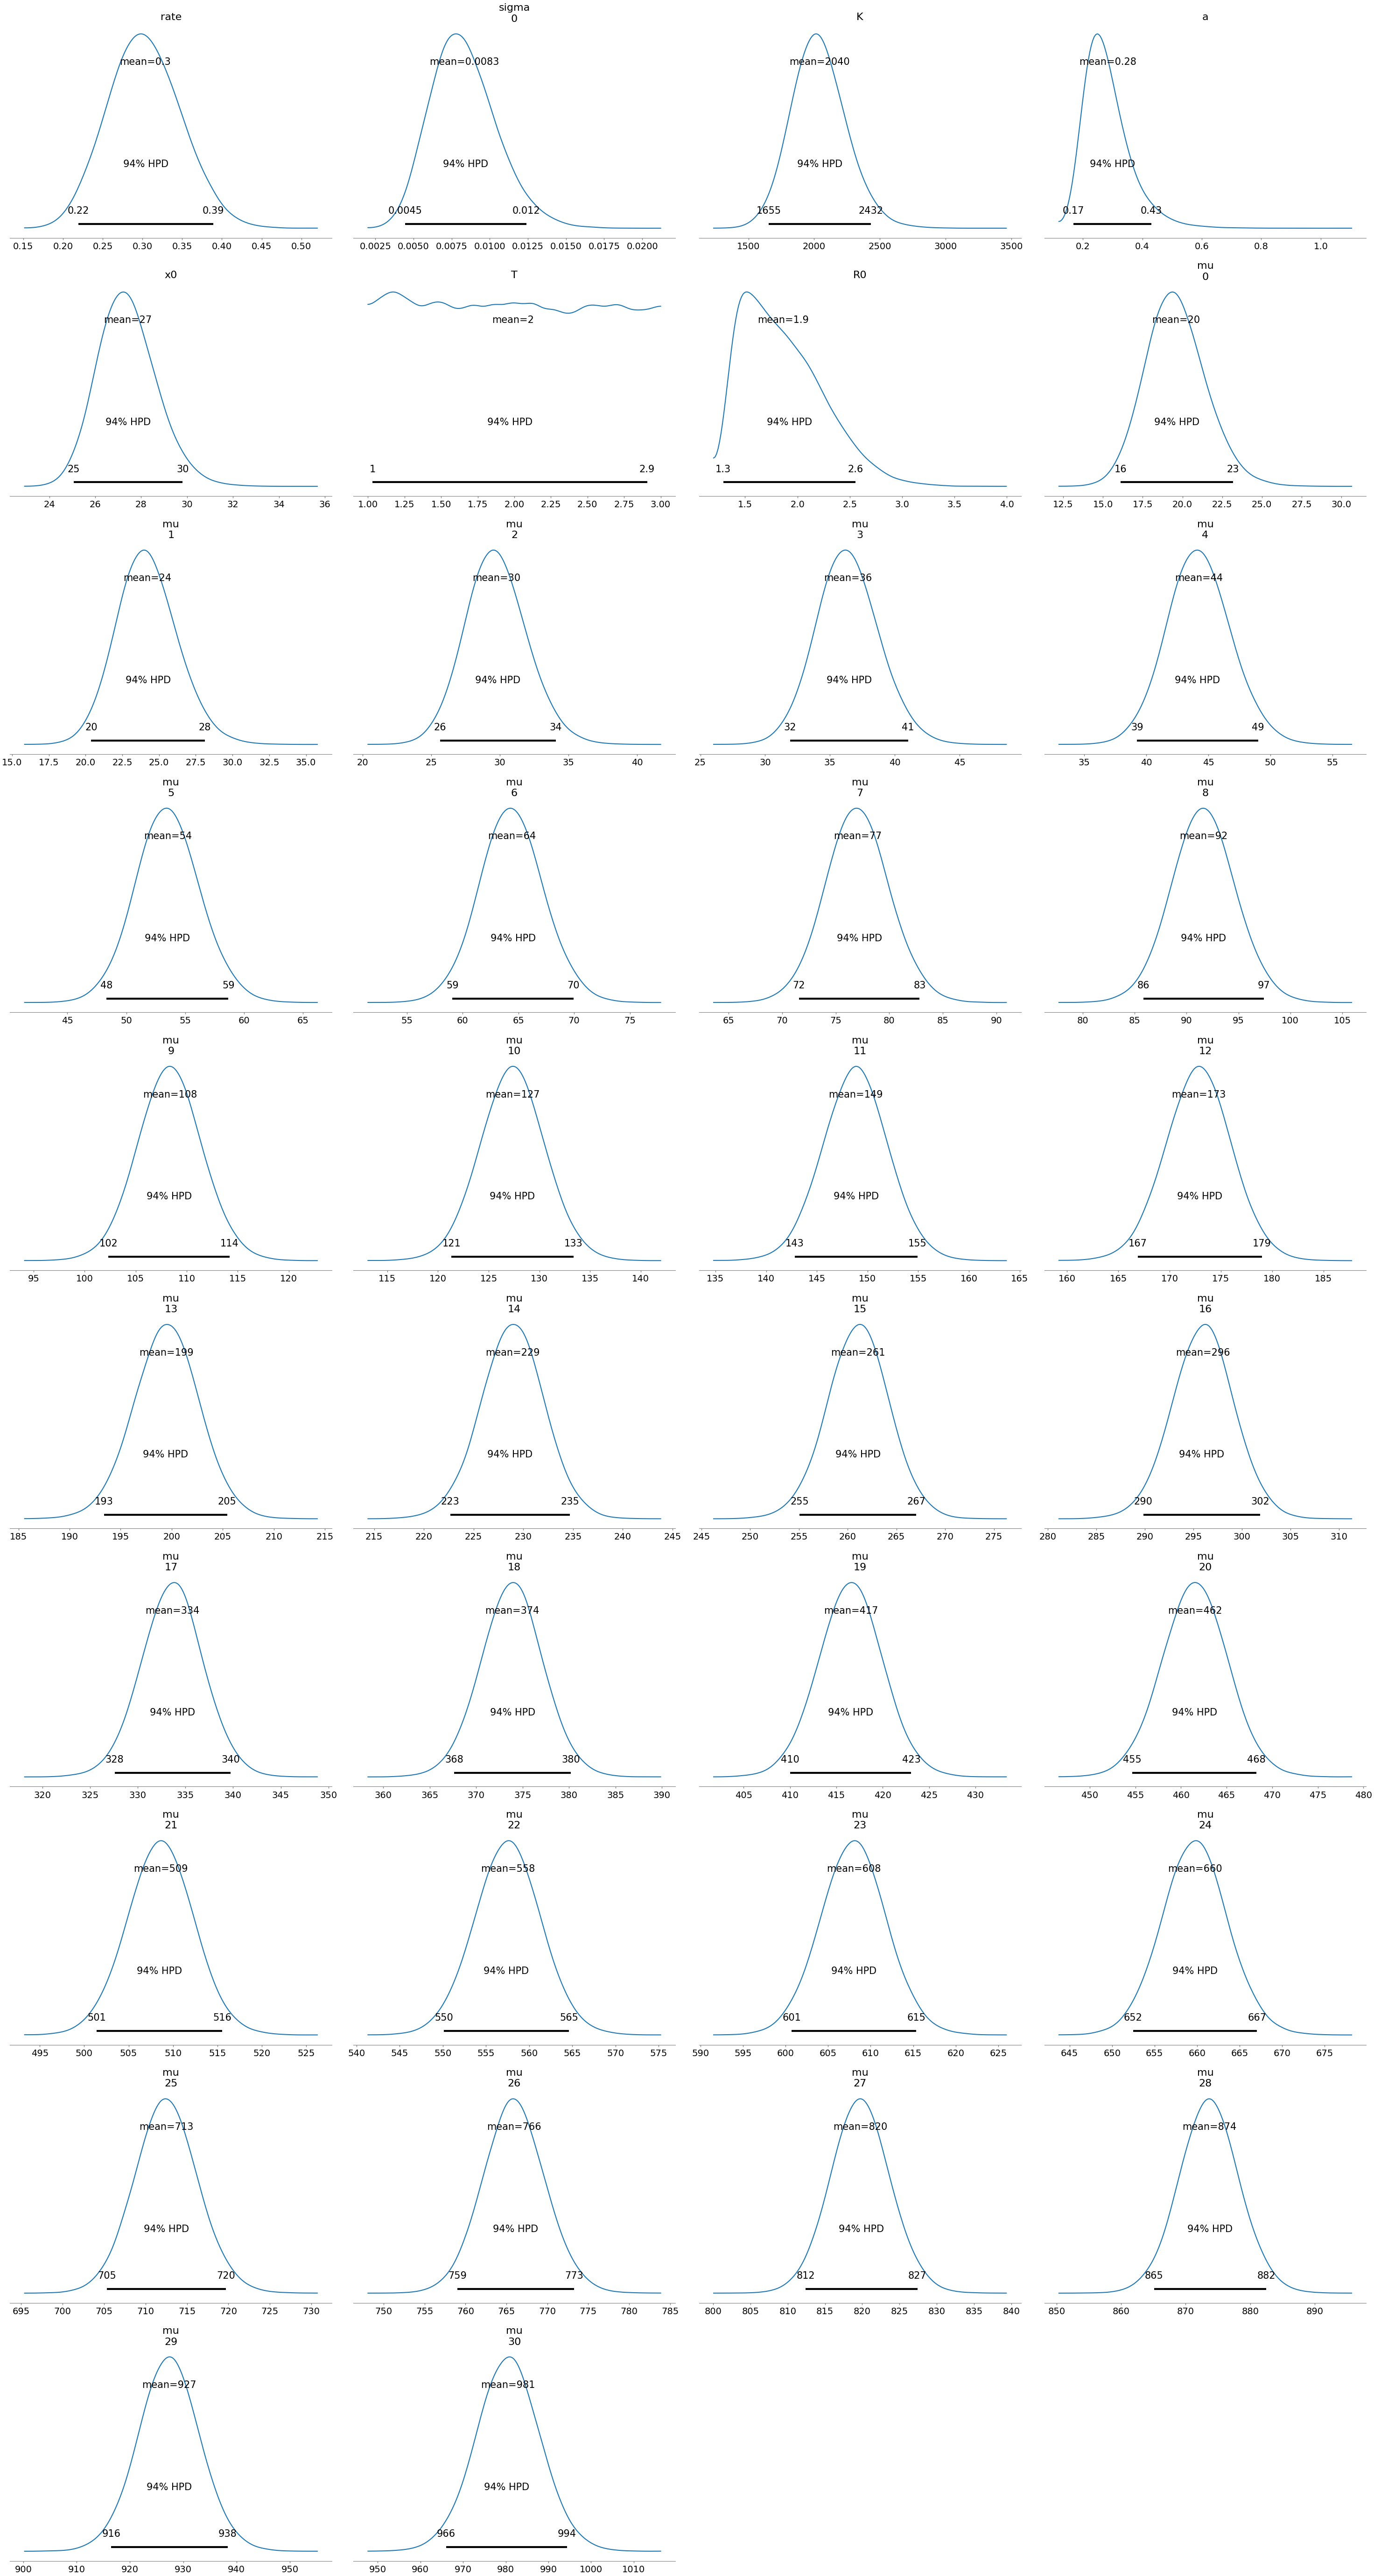 rate
mean=0.3
94% HPD
0.22 0.39
0.15 0.20 0.25 0.30 0.35 0.40 0.45 0.50
sigma
0
mean=0.0083
94% HPD
0.0045 0.012
0.0025 0.0050 0.0075 0.0100 0.0125 0.0150 0.0175 0.0200
K
mean=2040
94% HPD
1655 2432
1500 2000 2500 3000 3500
a
mean=0.28
94% HPD
0.17 0.43
0.2 0.4 0.6 0.8 1.0
x0
mean=27
94% HPD
25 30
24 26 28 30 32 34 36
T
mean=2
94% HPD
1 2.9
1.00 1.25 1.50 1.75 2.00 2.25 2.50 2.75 3.00
R0
mean=1.9
94% HPD
1.3 2.6
1.5 2.0 2.5 3.0 3.5 4.0
mu
0
mean=20
94% HPD
16 23
12.5 15.0 17.5 20.0 22.5 25.0 27.5 30.0
mu
1
mean=24
94% HPD
20 28
15.0 17.5 20.0 22.5 25.0 27.5 30.0 32.5 35.0
mu
2
mean=30
94% HPD
26 34
20 25 30 35 40
mu
3
mean=36
94% HPD
32 41
25 30 35 40 45
mu
4
mean=44
94% HPD
39 49
35 40 45 50 55
mu
5
mean=54
94% HPD
48 59
45 50 55 60 65
mu
6
mean=64
94% HPD
59 70
55 60 65 70 75
mu
7
mean=77
94% HPD
72 83
65 70 75 80 85 90
mu
8
mean=92
94% HPD
86 97
80 85 90 95 100 105
mu
9
mean=108
94% HPD
102 114
95 100 105 110 115 120
mu
10
mean=127
94% HPD
121 133
115 120 125 130 135 140
mu
11
mean=149
94% HPD
143 155
135 140 145 150 155 160 165
mu
12
mean=173
94% HPD
167 179
160 165 170 175 180 185
mu
13
mean=199
94% HPD
193 205
185 190 195 200 205 210 215
mu
14
mean=229
94% HPD
223 235
215 220 225 230 235 240 245
mu
15
mean=261
94% HPD
255 267
245 250 255 260 265 270 275
mu
16
mean=296
94% HPD
290 302
280 285 290 295 300 305 310
mu
17
mean=334
94% HPD
328 340
320 325 330 335 340 345 350
mu
18
mean=374
94% HPD
368 380
360 365 370 375 380 385 390
mu
19
mean=417
94% HPD
410 423
405 410 415 420 425 430
mu
20
mean=462
94% HPD
455 468
450 455 460 465 470 475 480
mu
21
mean=509
94% HPD
501 516
495 500 505 510 515 520 525
mu
22
mean=558
94% HPD
550 565
540 545 550 555 560 565 570 575
mu
23
mean=608
94% HPD
601 615
590 595 600 605 610 615 620 625
mu
24
mean=660
94% HPD
652 667
645 650 655 660 665 670 675
mu
25
mean=713
94% HPD
705 720
695 700 705 710 715 720 725 730
mu
26
mean=766
94% HPD
759 773
750 755 760 765 770 775 780 785
mu
27
mean=820
94% HPD
812 827
800 805 810 815 820 825 830 835 840
mu
28
mean=874
94% HPD
865 882
850 860 870 880 890
mu
29
mean=927
94% HPD
916 938
900 910 920 930 940 950
mu
30
mean=981
94% HPD
966 994
950 960 970 980 990 1000 1010